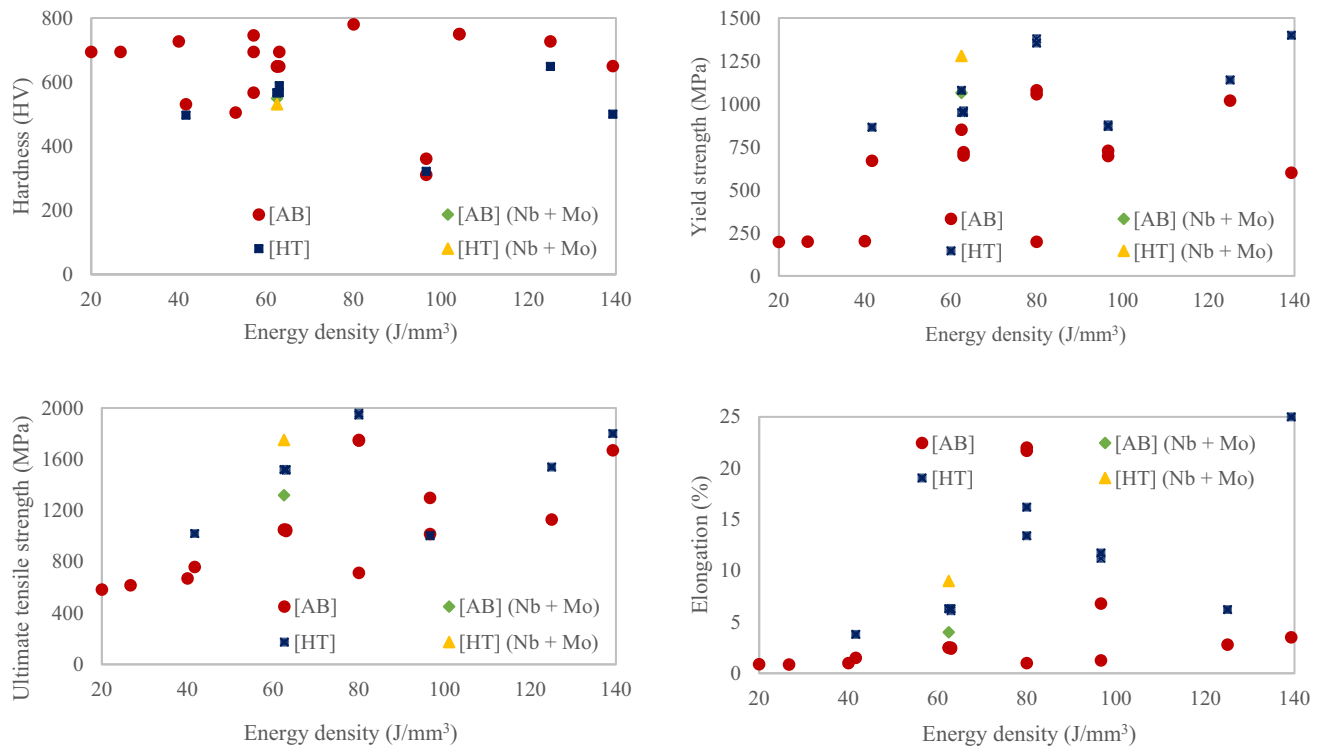 Hardness (HV)
800
600
400
200
0
[AB]
[AB] (Nb + Mo)
[HT]
[HT] (Nb + Mo)
20 40 60 80 100 120 140
Energy density (J/mm³)
Yield strength (MPa)
1500
1250
1000
750
500
250
0
[AB]
[AB] (Nb + Mo)
[HT]
[HT] (Nb + Mo)
20 40 60 80 100 120 140
Energy density (J/mm³)
Ultimate tensile strength (MPa)
2000
1600
1200
800
400
0
[AB]
[AB] (Nb + Mo)
[HT]
[HT] (Nb + Mo)
20 40 60 80 100 120 140
Energy density (J/mm³)
Elongation (%)
25
20
15
10
5
0
[AB]
[AB] (Nb + Mo)
[HT]
[HT] (Nb + Mo)
20 40 60 80 100 120 140
Energy density (J/mm³)